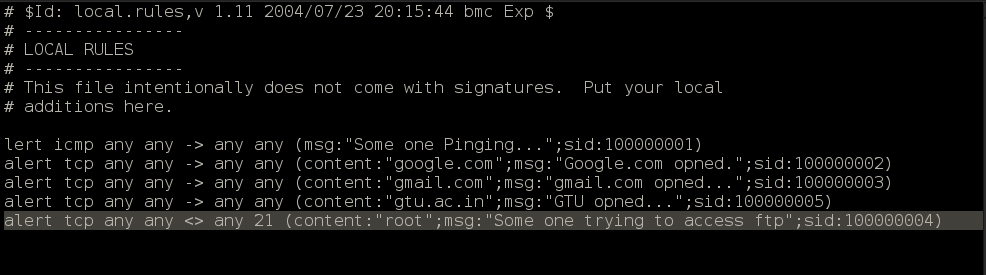 # $Id: local.rules,v 1.11 2004/07/23 20:15:44 bmc Exp $
# ----------------
# LOCAL RULES
# ----------------
# This file intentionally does not come with signatures.  Put your local
# additions here.
lert icmp any any -> any any (msg:"Some one Pinging...";sid:100000001)
alert tcp any any -> any any (content:"google.com";msg:"Google.com opned.";sid:100000002)
alert tcp any any -> any any (content:"gmail.com";msg:"gmail.com opned...";sid:100000003)
alert tcp any any -> any any (content:"gtu.ac.in";msg:"GTU opned...";sid:100000005)
alert tcp any any <> any 21 (content:"root";msg:"Some one trying to access ftp";sid:100000004)